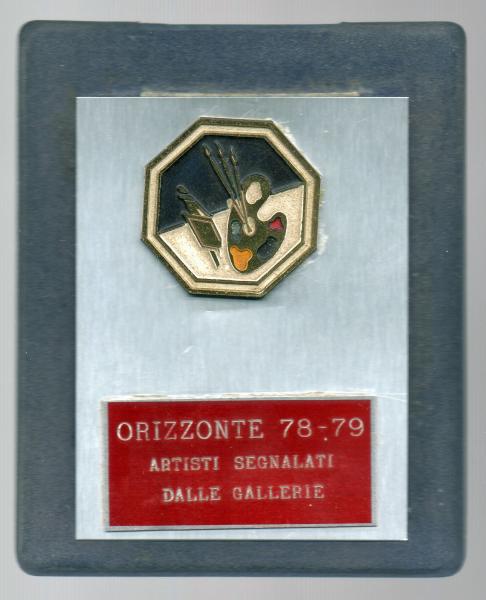 ORIZZONTE 78-79
ARTISTI SEGNALATI
DALLE GALLERIE